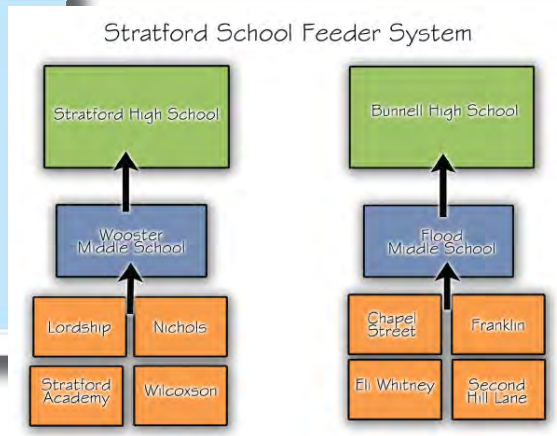 Stratford School Feeder System
Stratford High School
Wooster
Middle School
Lordship
Nichols
Stratford
Academy
Wilcoxson
Bunnell High School
Flood
Middle School
Chapel
Street
Franklin
Eli Whitney
Second
Hill Lane